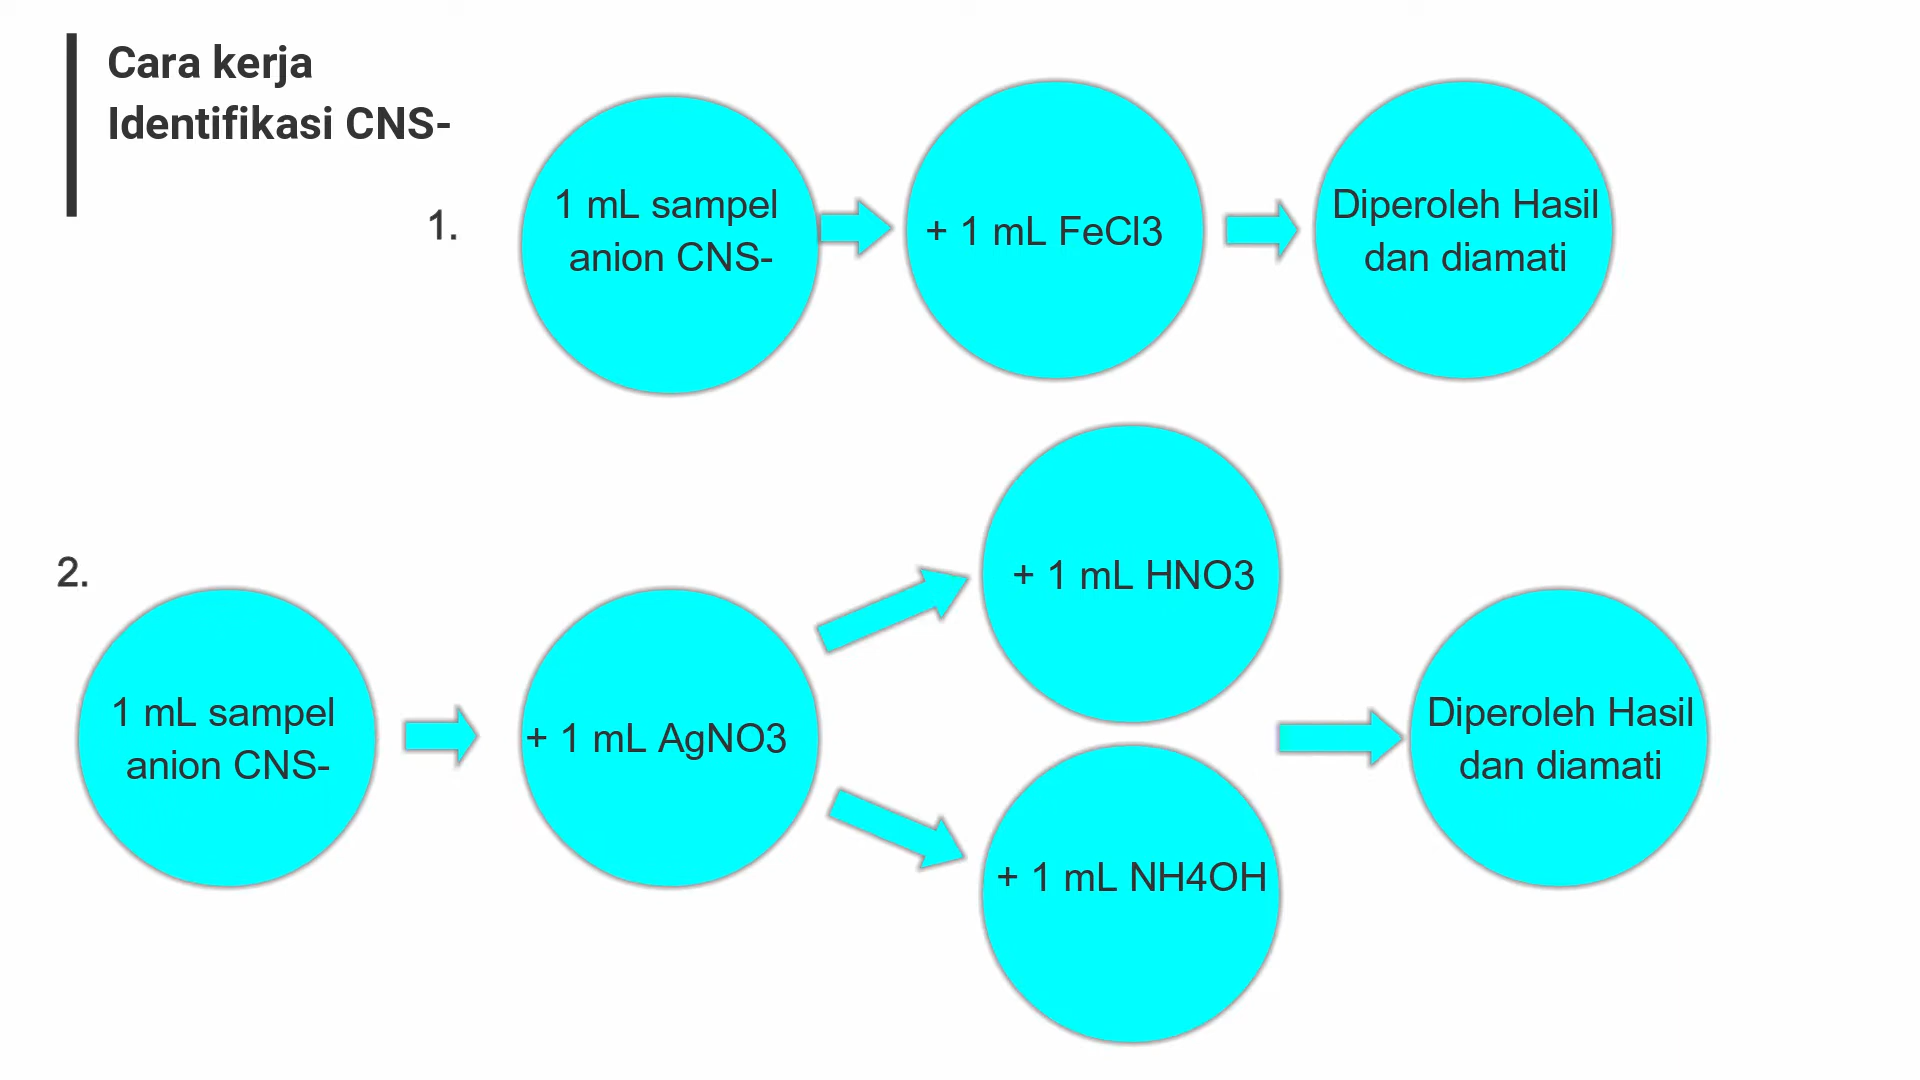 Cara kerja
Identifikasi CNS-
1.
1 mL sampel
anion CNS-
+ 1 mL FeCl3
Diperoleh Hasil
dan diamati
2.
1 mL sampel
anion CNS-
+ 1 mL AgNO3
+ 1 mL HNO3
+ 1 mL NH4OH
Diperoleh Hasil
dan diamati